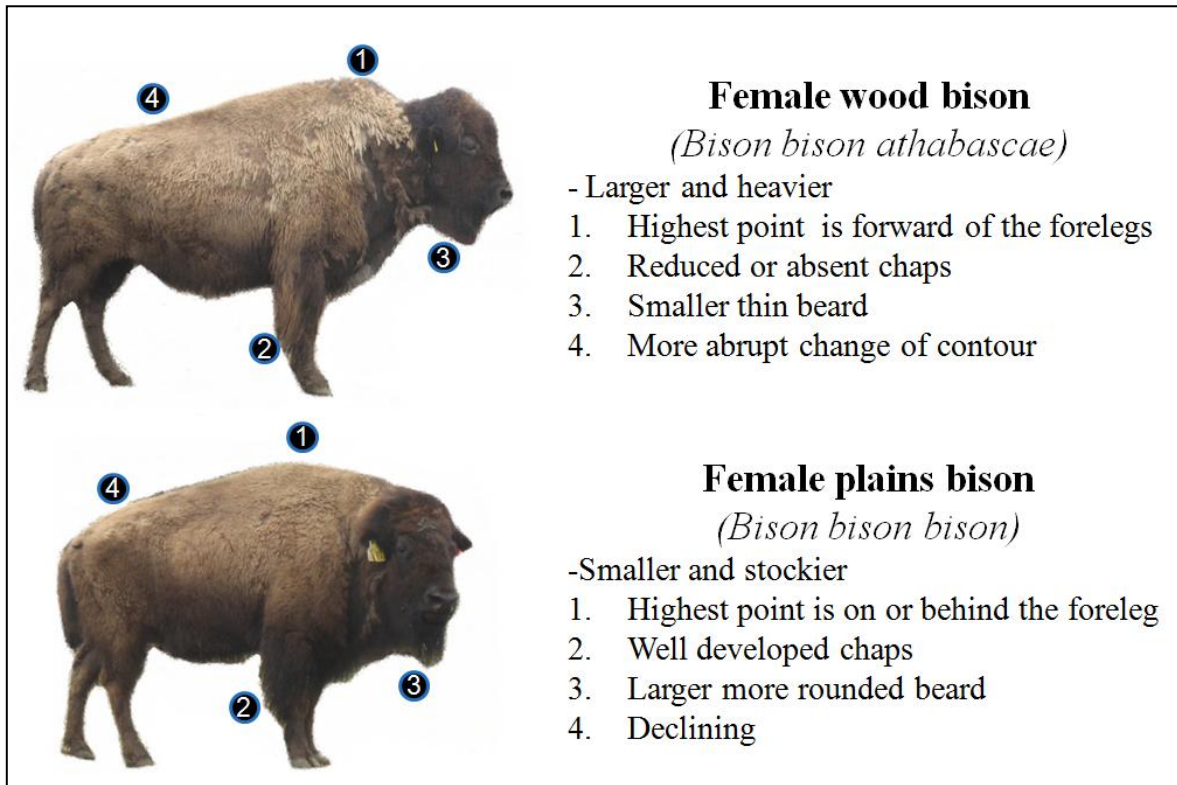 1
4
3
2
Female wood bison
(Bison bison athabascae)
- Larger and heavier
1. Highest point is forward of the forelegs
2. Reduced or absent chaps
3. Smaller thin beard
4. More abrupt change of contour
1
4
3
2
Female plains bison
(Bison bison bison)
-Smaller and stockier
1. Highest point is on or behind the foreleg
2. Well developed chaps
3. Larger more rounded beard
4. Declining